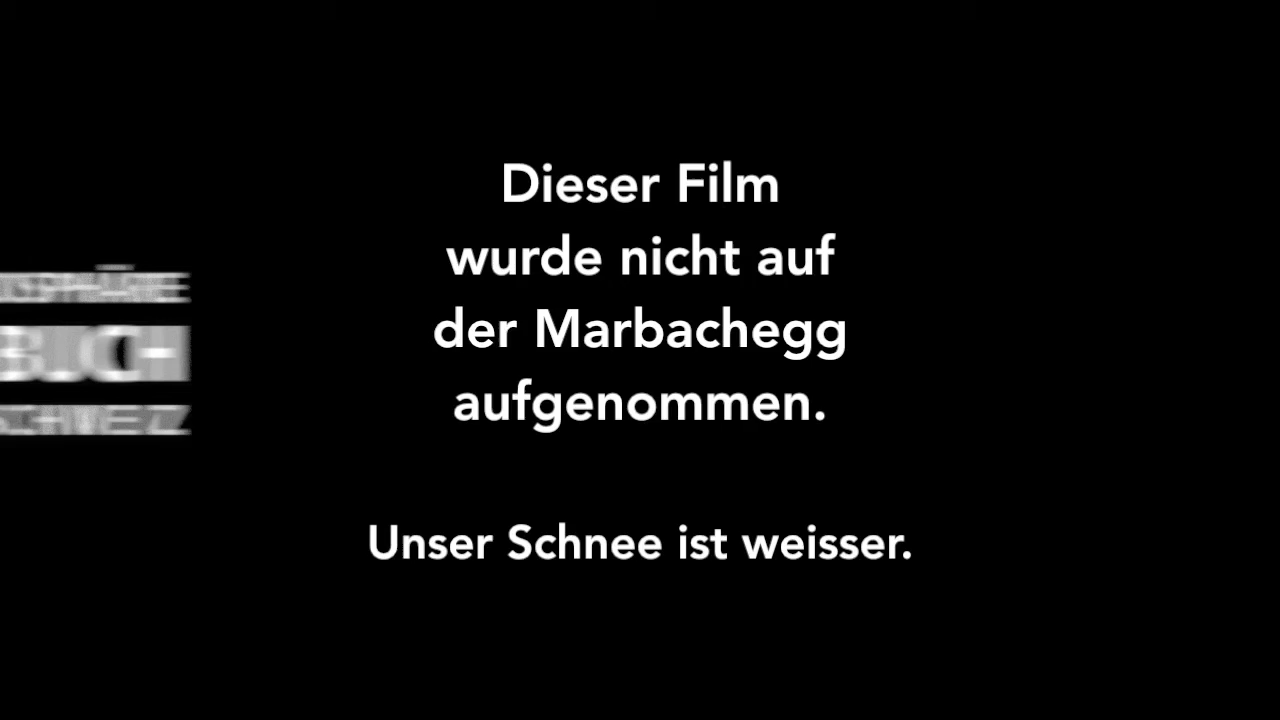 Dieser Film
wurde nicht auf
der Marbachegg
aufgenommen.
Unser Schnee ist weisser.